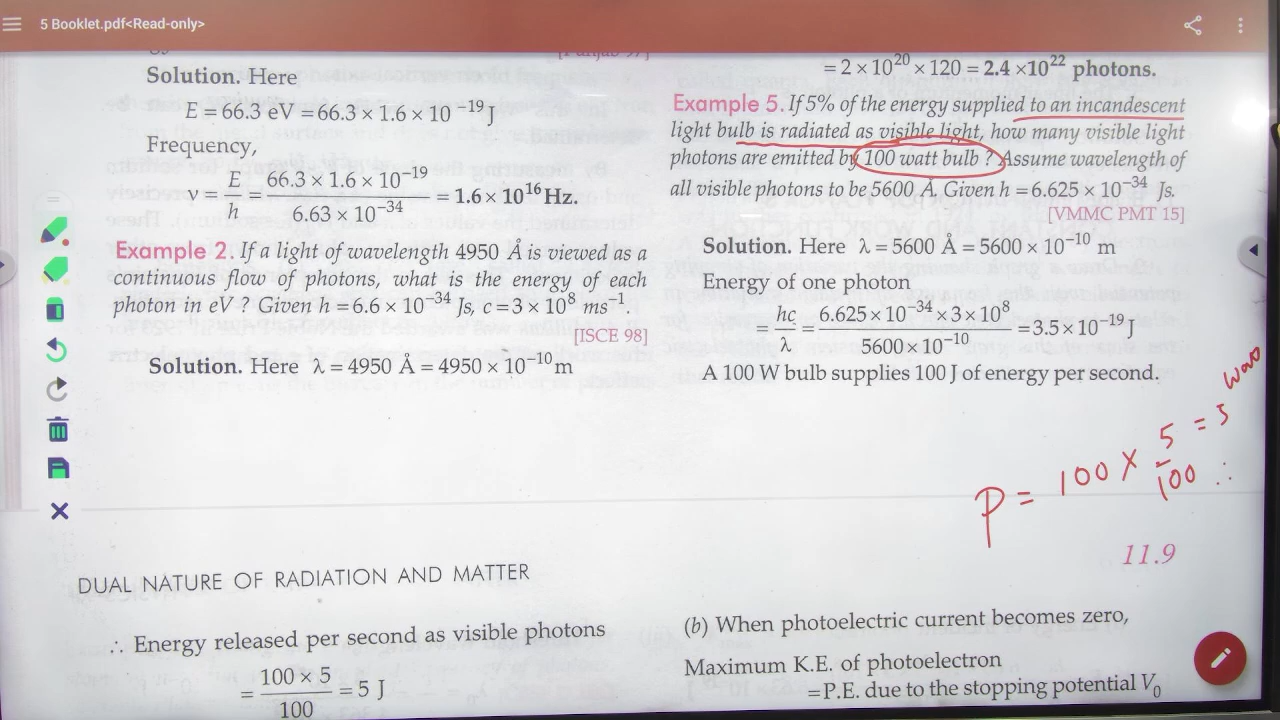 5 Booklet.pdf<Read-only>
[Punjab 97]
Solution. Here
E = 66.3 eV = 66.3 × 1.6 × 10⁻¹⁹ J
Frequency,
ν = E/h = (66.3 × 1.6 × 10⁻¹⁹)/(6.63 × 10⁻³⁴) = 1.6 × 10¹⁶ Hz.
Example 2. If a light of wavelength 4950 Å is viewed as a
continuous flow of photons, what is the energy of each
photon in eV ? Given h = 6.6 × 10⁻³⁴ Js, c = 3 × 10⁸ ms⁻¹.
[ISCE 98]
Solution. Here λ = 4950 Å = 4950 × 10⁻¹⁰ m
= 2 × 10²⁰ × 120 = 2.4 × 10²² photons.
Example 5. If 5% of the energy supplied to an incandescent
light bulb is radiated as visible light, how many visible light
photons are emitted by 100 watt bulb ? Assume wavelength of
all visible photons to be 5600 Å. Given h = 6.625 × 10⁻³⁴ Js.
[VMMC PMT 15]
Solution. Here λ = 5600 Å = 5600 × 10⁻¹⁰ m
Energy of one photon
= hc/λ = (6.625 × 10⁻³⁴ × 3 × 10⁸)/(5600 × 10⁻¹⁰) = 3.5 × 10⁻¹⁹ J
A 100 W bulb supplies 100 J of energy per second.
P = 100 × 5/100 = 5
11.9
DUAL NATURE OF RADIATION AND MATTER
∴ Energy released per second as visible photons
= (100 × 5)/100 = 5 J
(b) When photoelectric current becomes zero,
Maximum K.E. of photoelectron
= P.E. due to the stopping potential V₀